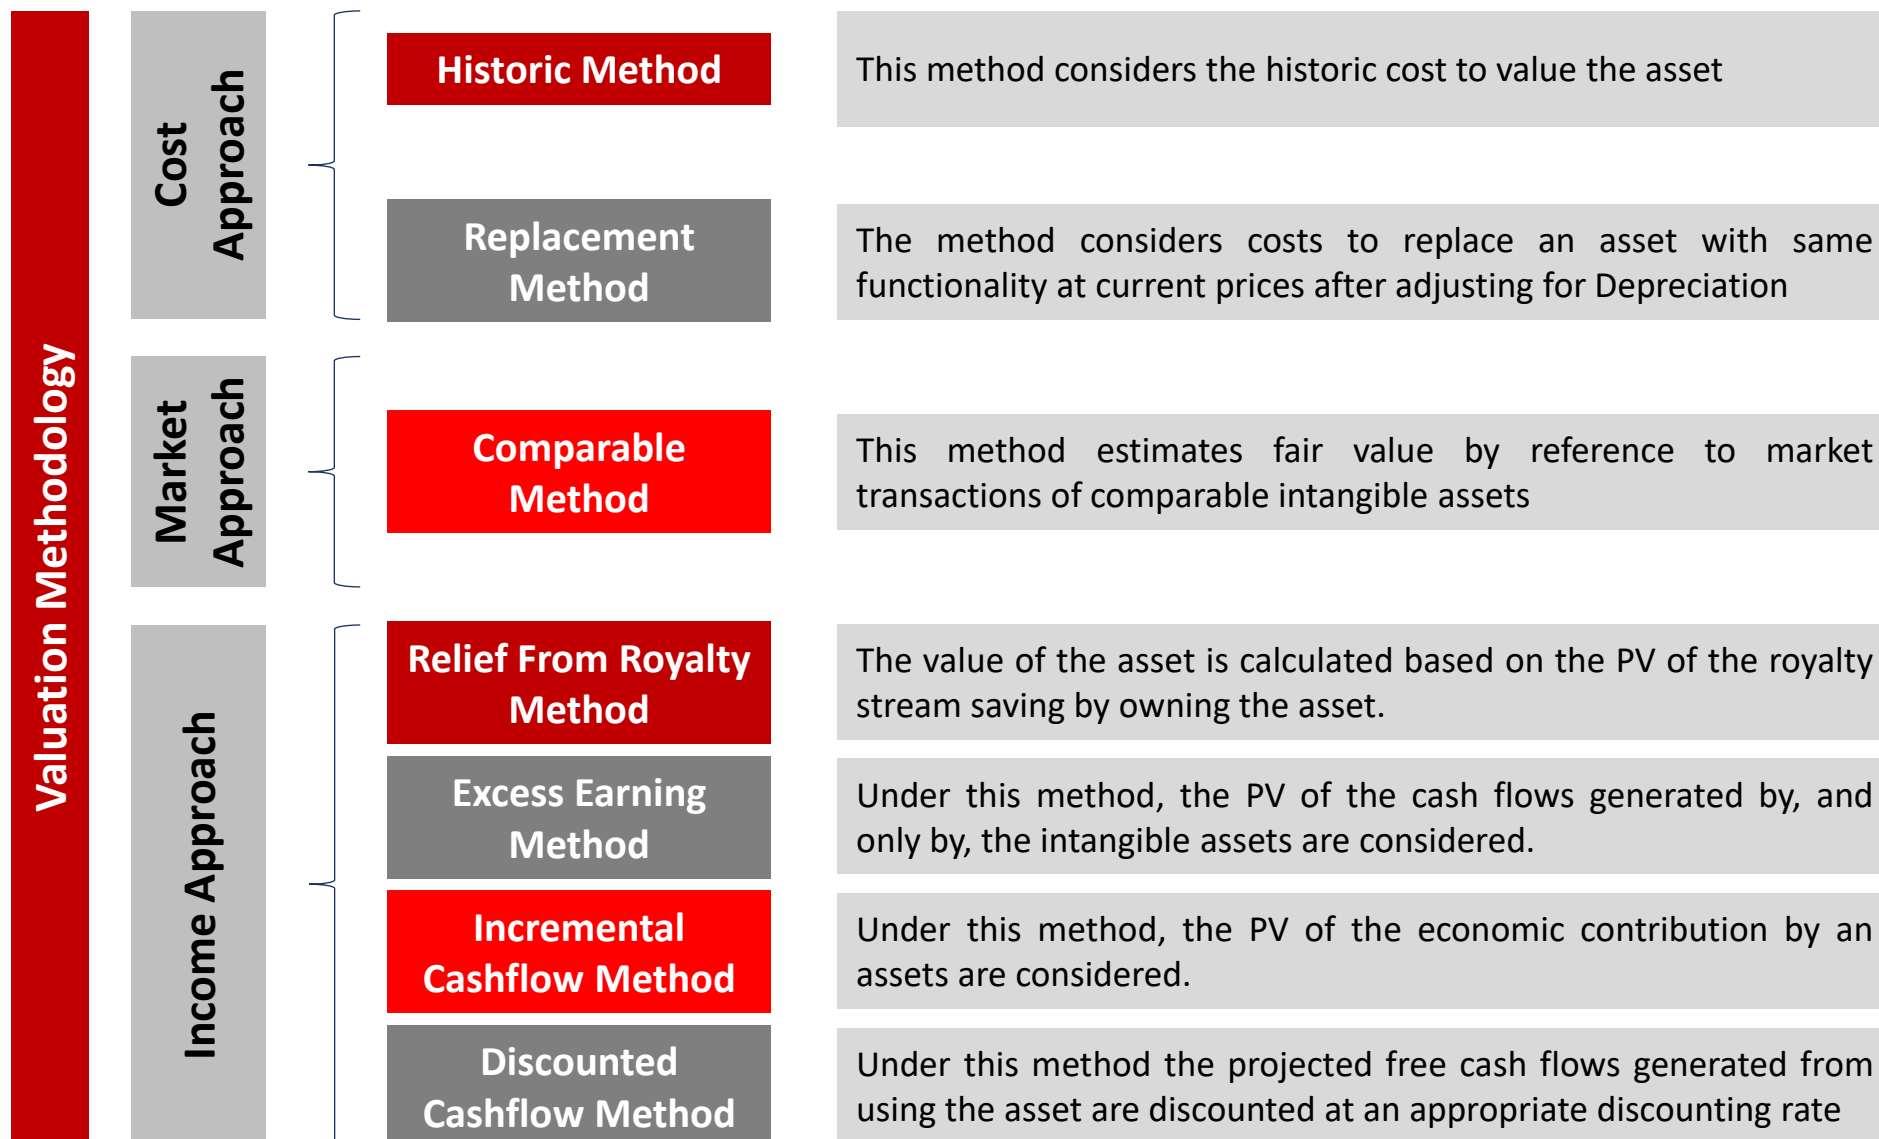 Valuation Methodology
Cost
Approach
Historic Method
This method considers the historic cost to value the asset
Replacement
Method
The method considers costs to replace an asset with same
functionality at current prices after adjusting for Depreciation
Market
Approach
Comparable
Method
This method estimates fair value by reference to market
transactions of comparable intangible assets
Income Approach
Relief From Royalty
Method
The value of the asset is calculated based on the PV of the royalty
stream saving by owning the asset.
Excess Earning
Method
Under this method, the PV of the cash flows generated by, and
only by, the intangible assets are considered.
Incremental
Cashflow Method
Under this method, the PV of the economic contribution by an
assets are considered.
Discounted
Cashflow Method
Under this method the projected free cash flows generated from
using the asset are discounted at an appropriate discounting rate